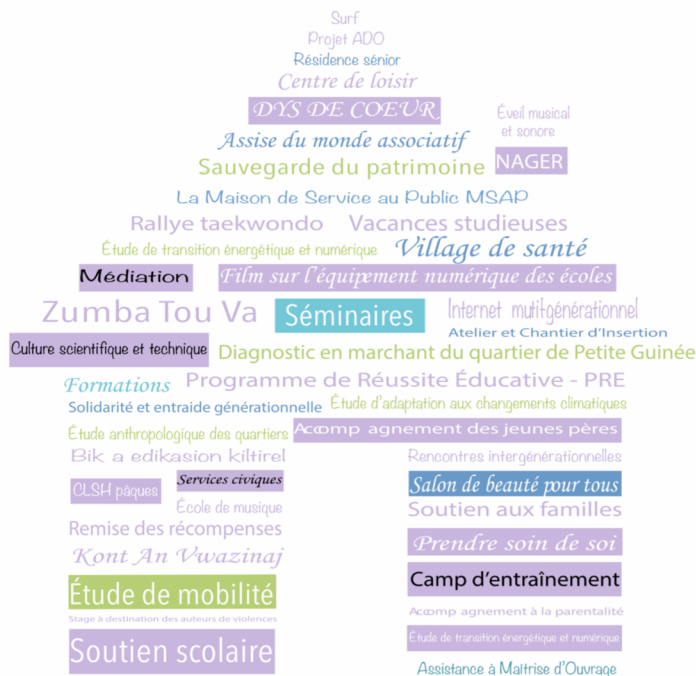 Surf
Projet ADO
Résidence sénior
Centre de loisir
DYS DE COEUR
Éveil musical
et sonore
Assise du monde associatif
Sauvegarde du patrimoine
NAGER
La Maison de Service au Public MSAP
Rallye taekwondo
Vacances studieuses
Étude de transition énergétique et numérique
Village de santé
Médiation
Film sur l'équipement numérique des écoles
Zumba Tou Va
Séminaires
Internet mutitgénérationnel
Atelier et Chantier d'Insertion
Culture scientifique et technique
Diagnostic en marchant du quartier de Petite Guinée
Formations
Programme de Réussite Éducative - PRE
Solidarité et entraide générationnelle
Étude d'adaptation aux changements climatiques
Étude anthropologique des quartiers
Accomp agnement des jeunes pères
Bik a edikasion kiltirel
Rencontres intergénérationnelles
CLSH pâques
Services civiques
Salon de beauté pour tous
École de musique
Soutien aux familles
Remise des récompenses
Kont An Vwazinaj
Prendre soin de soi
Étude de mobilité
Camp d'entraînement
Stage à destination des auteurs de violences
Accomp agnement à la parentalité
Soutien scolaire
Étude de transition énergétique et numérique
Assistance à Maîtrise d'Ouvrage